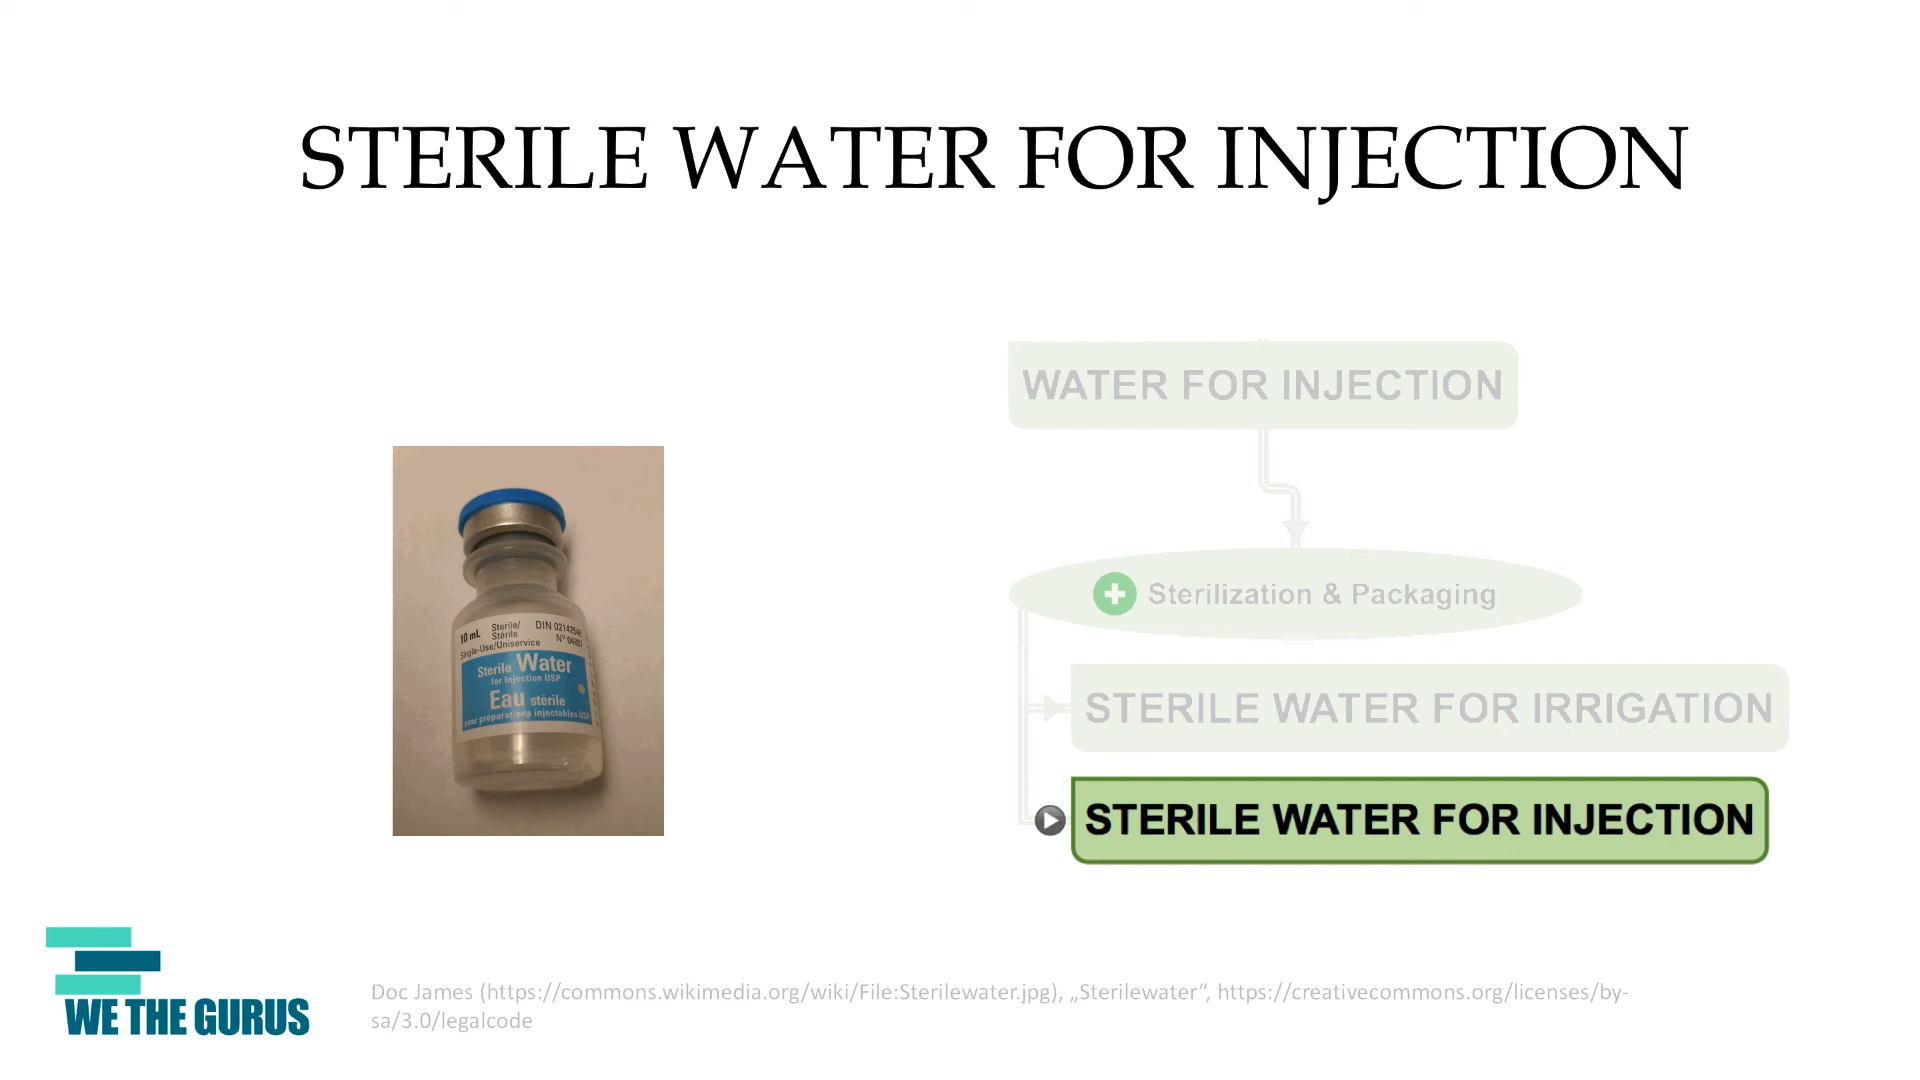 STERILE WATER FOR INJECTION
WATER FOR INJECTION
Sterilization & Packaging
STERILE WATER FOR IRRIGATION
STERILE WATER FOR INJECTION
10 mL
Sterile/
Stérile
DIN
Nº
Single-Use/Uniservice
Sterile Water
for Injection USP
Eau stérile
pour préparations injectables USP
WE THE GURUS
Doc James (https://commons.wikimedia.org/wiki/File:Sterilewater.jpg), „Sterilewater“, https://creativecommons.org/licenses/by-
sa/3.0/legalcode